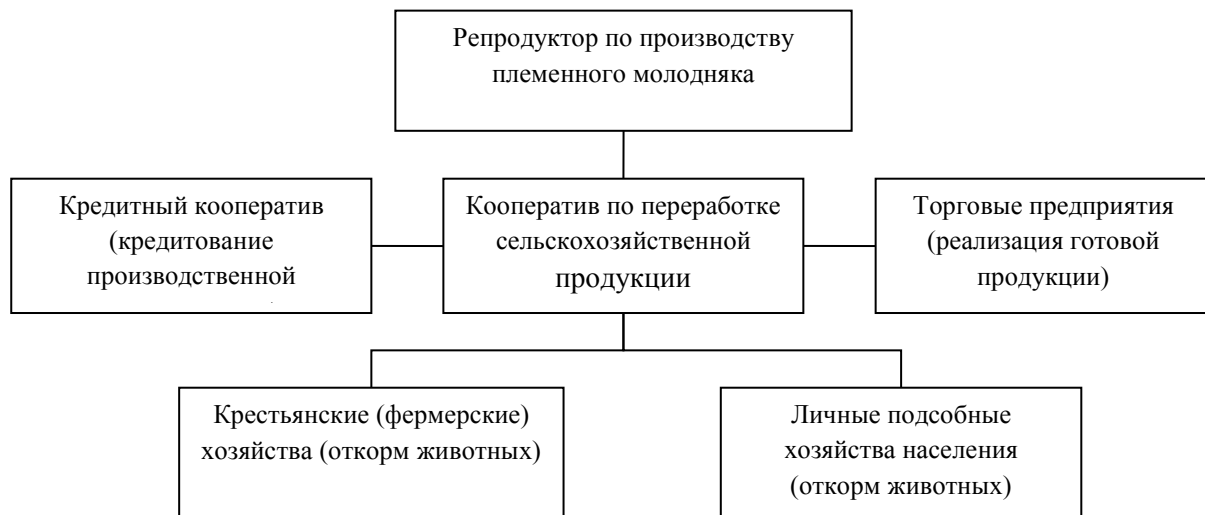 Репродуктор по производству
племенного молодняка
Кредитный кооператив
(кредитование
производственной
Кооператив по переработке
сельскохозяйственной
продукции
Торговые предприятия
(реализация готовой
продукции)
Крестьянские (фермерские)
хозяйства (откорм животных)
Личные подсобные
хозяйства населения
(откорм животных)